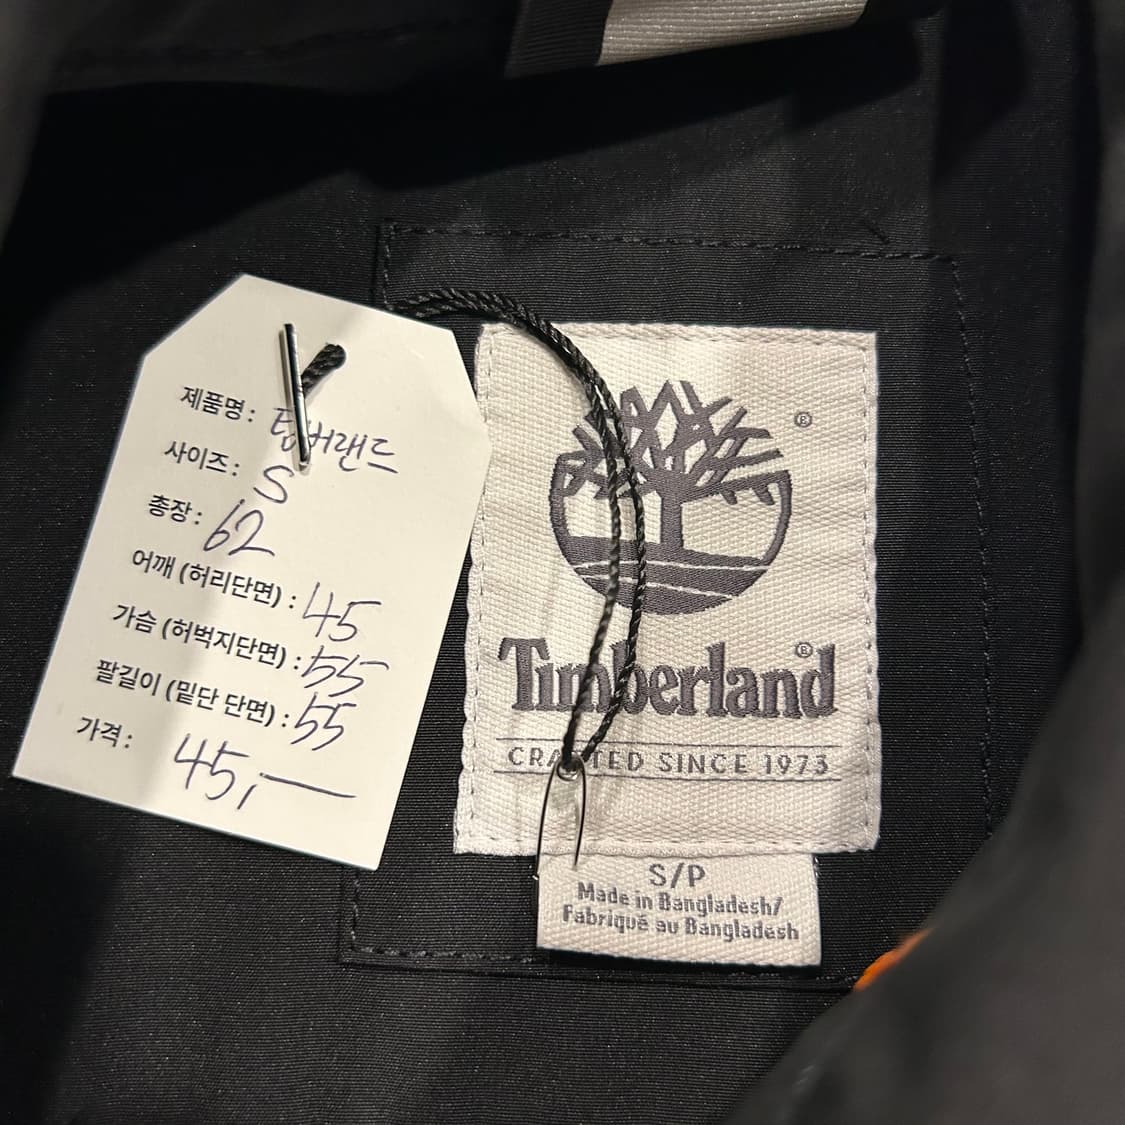 제품명: 팀버랜드
사이즈: S
총장: 62
어깨 (허리단면) : 45
가슴 (허벅지단면) : 55
팔길이 (밑단 단면) : 55
가격: 45,—
®
Timberland®
CRAFTED SINCE 1973
S/P
Made in Bangladesh/
Fabriqué au Bangladesh